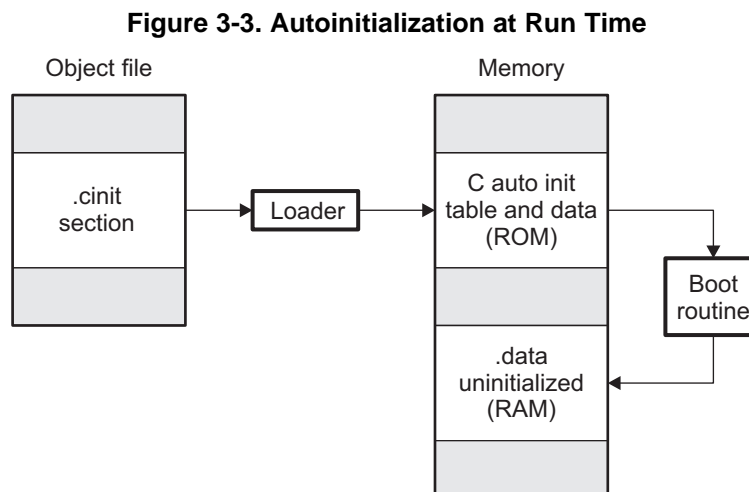 Figure 3-3. Autoinitialization at Run Time
Object file
Memory
.cinit
section
Loader
C auto init
table and data
(ROM)
Boot
routine
.data
uninitialized
(RAM)